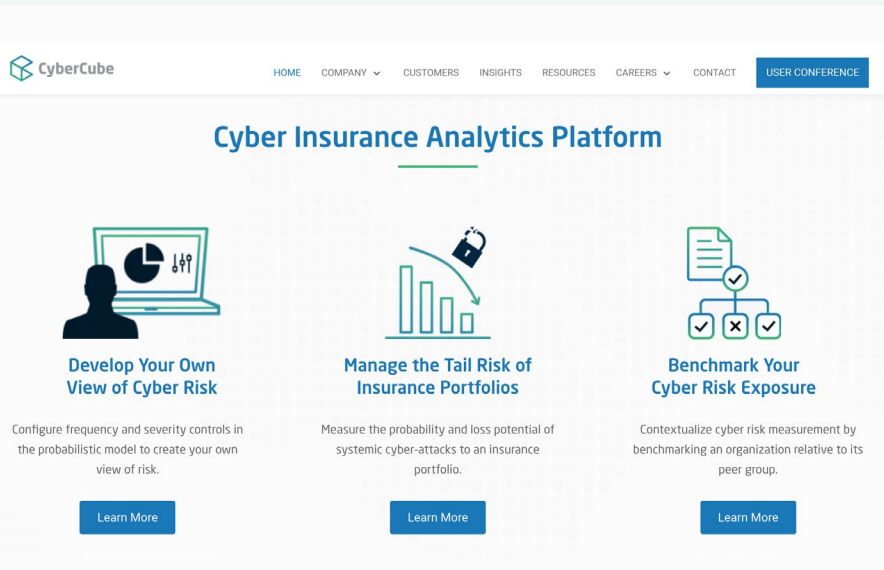 CyberCube
HOME COMPANY CUSTOMERS INSIGHTS RESOURCES CAREERS CONTACT USER CONFERENCE
Cyber Insurance Analytics Platform
Develop Your Own
View of Cyber Risk
Configure frequency and severity controls in
the probabilistic model to create your own
view of risk.
Learn More
Manage the Tail Risk of
Insurance Portfolios
Measure the probability and loss potential of
systemic cyber-attacks to an insurance
portfolio.
Learn More
Benchmark Your
Cyber Risk Exposure
Contextualize cyber risk measurement by
benchmarking an organization relative to its
peer group.
Learn More